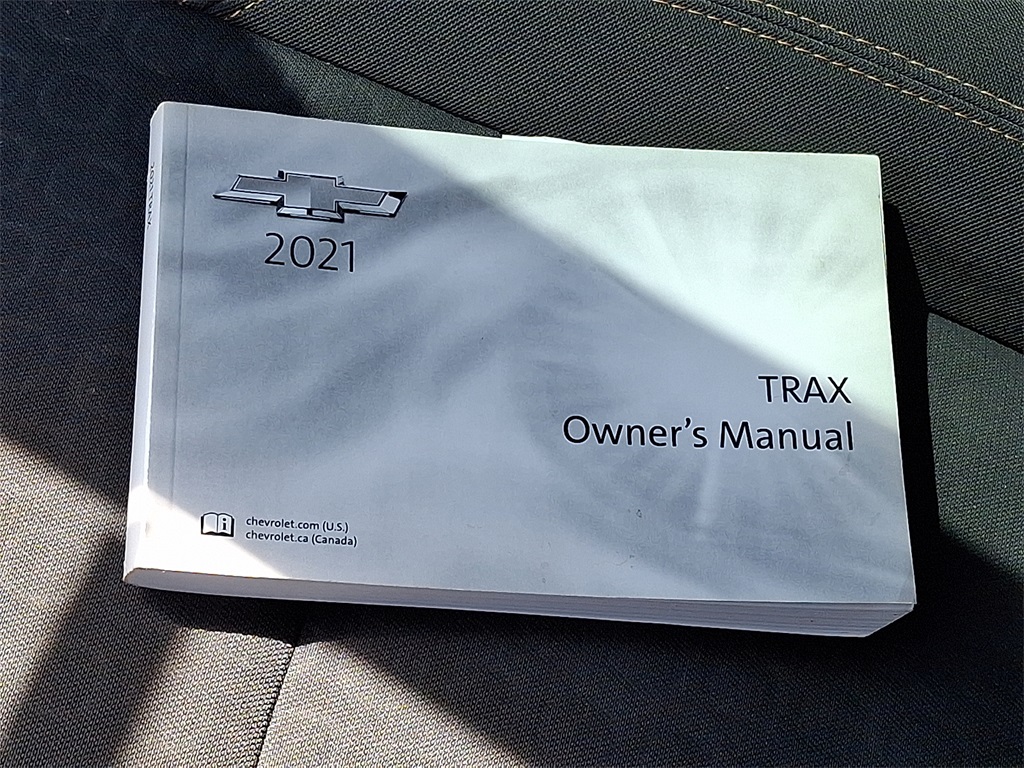 2021
TRAX
Owner's Manual
chevrolet.com (U.S.)
chevrolet.ca (Canada)